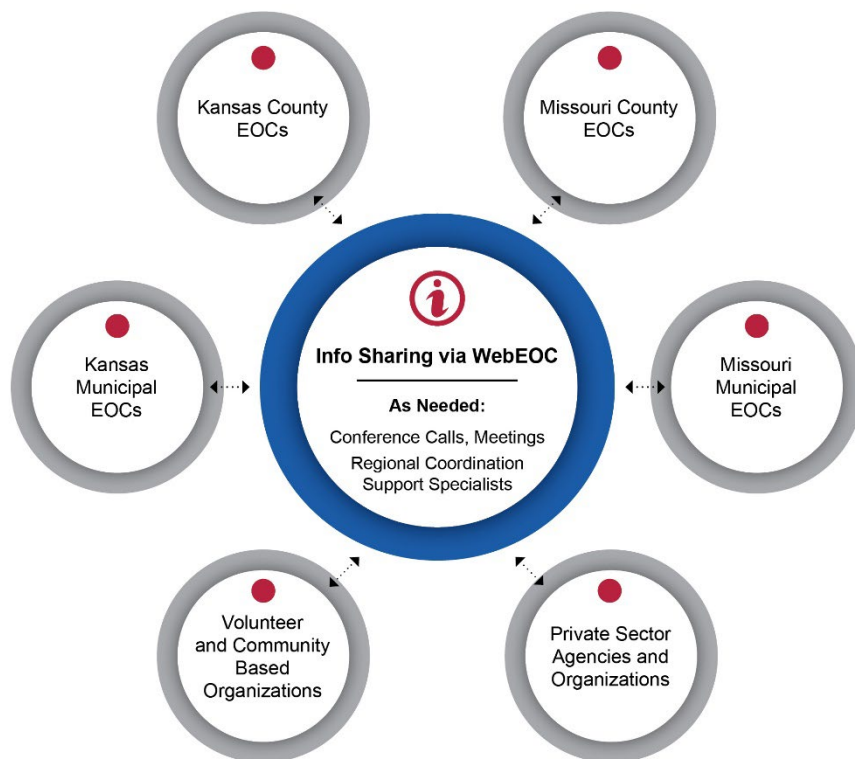 Kansas County
EOCs
Missouri County
EOCs
Info Sharing via WebEOC
As Needed:
Conference Calls, Meetings
Regional Coordination
Support Specialists
Kansas
Municipal
EOCs
Missouri
Municipal
EOCs
Volunteer
and Community
Based
Organizations
Private Sector
Agencies and
Organizations